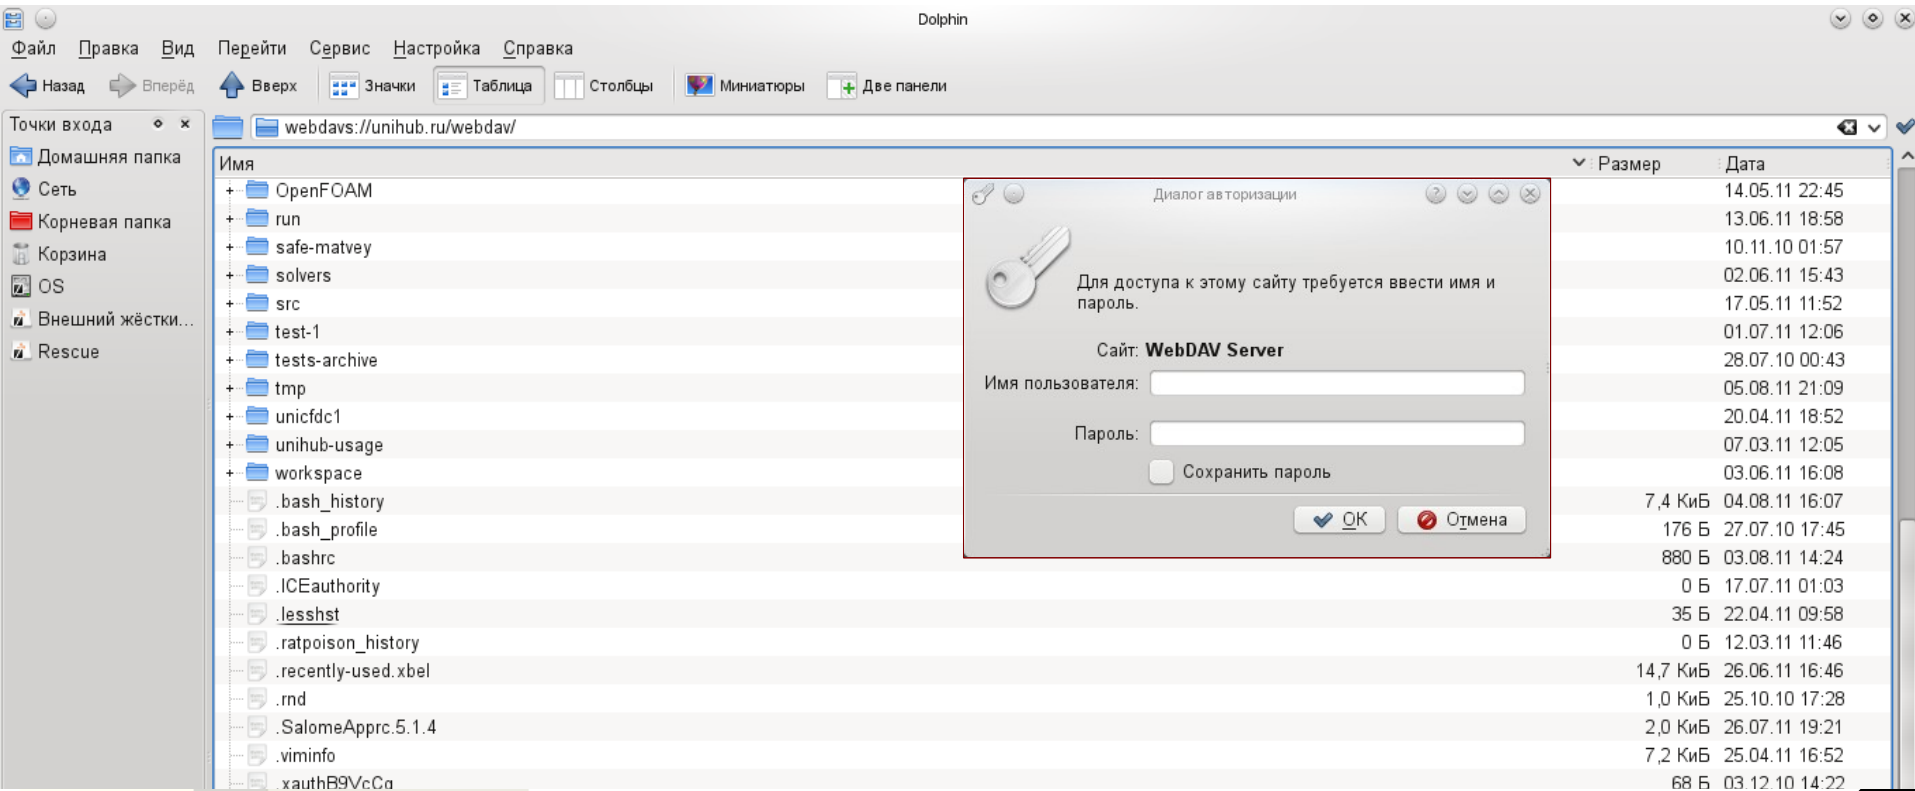 Dolphin
Файл Правка Вид Перейти Сервис Настройка Справка
Назад Вперёд Вверх Значки Таблица Столбцы Миниатюры Две панели
Точки входа
webdavs://unihub.ru/webdav/
Домашняя папка
Сеть
Корневая папка
Корзина
OS
Внешний жёстки...
Rescue
Имя Размер Дата
OpenFOAM 14.05.11 22:45
run 13.06.11 18:58
safe-matvey 10.11.10 01:57
solvers 02.06.11 15:43
src 17.05.11 11:52
test-1 01.07.11 12:06
tests-archive 28.07.10 00:43
tmp 05.08.11 21:09
unicfdc1 20.04.11 18:52
unihub-usage 07.03.11 12:05
workspace 03.06.11 16:08
.bash_history 7,4 КиБ 04.08.11 16:07
.bash_profile 176 Б 27.07.10 17:45
.bashrc 880 Б 03.08.11 14:24
.ICEauthority 0 Б 17.07.11 01:03
.lesshst 35 Б 22.04.11 09:58
.ratpoison_history 0 Б 12.03.11 11:46
.recently-used.xbel 14,7 КиБ 26.06.11 16:46
.rnd 1,0 КиБ 25.10.10 17:28
.SalomeApprc.5.1.4 2,0 КиБ 26.07.11 19:21
.viminfo 7,2 КиБ 25.04.11 16:52
68 Б 03.12.10 14:22
Диалог авторизации
Для доступа к этому сайту требуется ввести имя и
пароль.
Сайт: WebDAV Server
Имя пользователя:
Пароль:
Сохранить пароль
OK Отмена